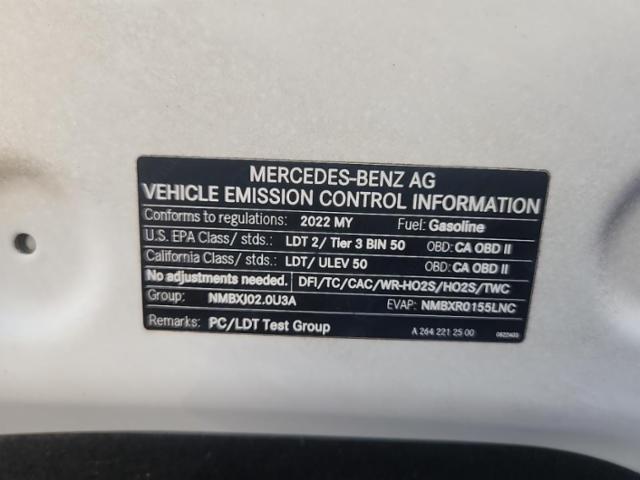 MERCEDES-BENZ AG
VEHICLE EMISSION CONTROL INFORMATION
Conforms to regulations: 2022 MY Fuel: Gasoline
U.S. EPA Class/ stds.: LDT 2/ Tier 3 BIN 50 OBD: CA OBD II
California Class/ stds.: LDT/ ULEV 50 OBD: CA OBD II
No adjustments needed. DFI/TC/CAC/WR-HO2S/HO2S/TWC
Group: NMBXJ02.0U3A EVAP: NMBXR0155LNC
Remarks: PC/LDT Test Group A 264 221 25 00